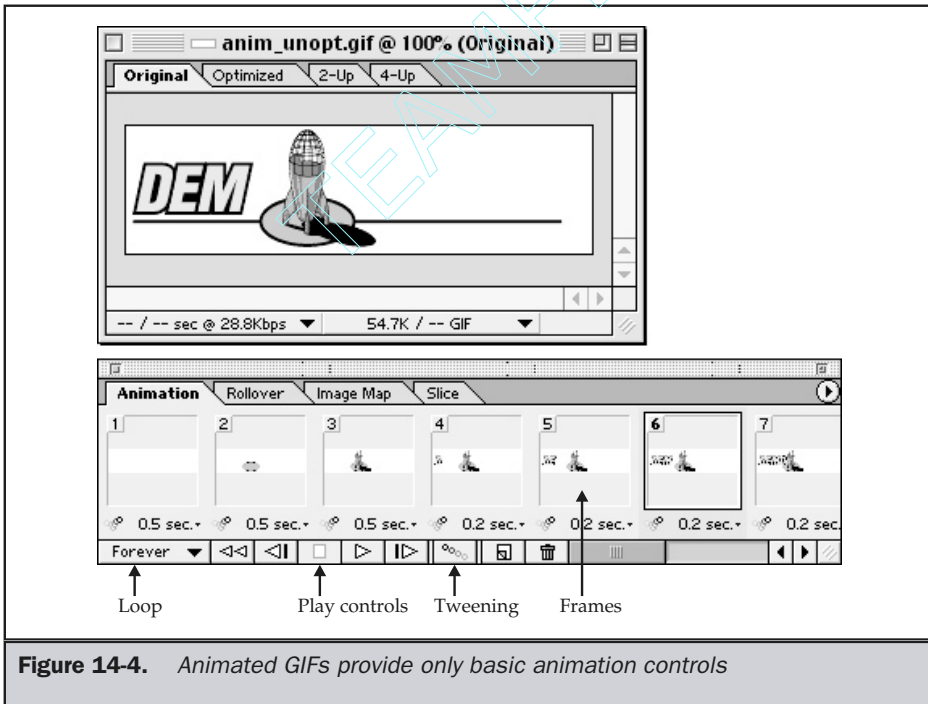 anim_unopt.gif @ 100% (Original)
Original Optimized 2-Up 4-Up
DEM
-- / -- sec @ 28.8Kbps 54.7K / -- GIF
Animation Rollover Image Map Slice
1 2 3 4 5 6 7
0.5 sec. 0.5 sec. 0.5 sec. 0.2 sec. 0.2 sec. 0.2 sec. 0.2 sec.
Forever
Loop Play controls Tweening Frames
Figure 14-4. Animated GIFs provide only basic animation controls